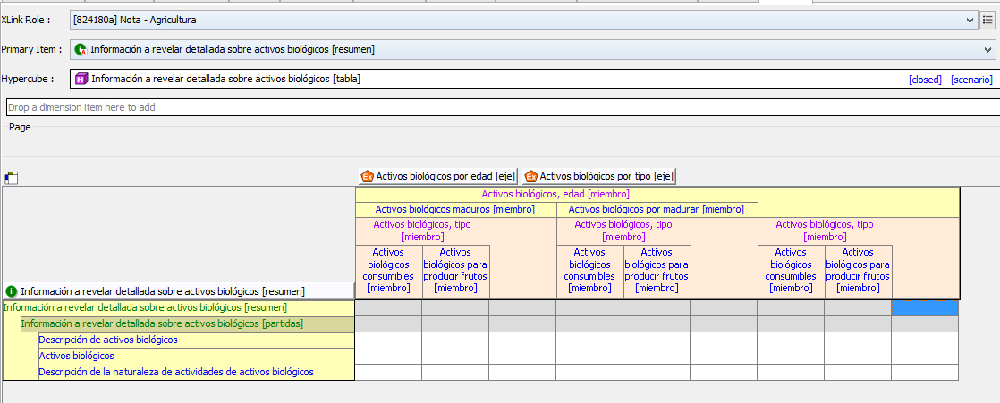 XLink Role : [824180a] Nota - Agricultura
Primary Item : Información a revelar detallada sobre activos biológicos [resumen]
Hypercube : H Información a revelar detallada sobre activos biológicos [tabla] [closed] [scenario]
Drop a dimension item here to add
Page
Ex Activos biológicos por edad [eje] Ex Activos biológicos por tipo [eje]
Activos biológicos, edad [miembro]
Activos biológicos maduros [miembro] Activos biológicos por madurar [miembro]
Activos biológicos, tipo Activos biológicos, tipo Activos biológicos, tipo
[miembro] [miembro] [miembro]
Activos Activos Activos Activos Activos Activos
biológicos biológicos para biológicos biológicos para biológicos biológicos para
consumibles producir frutos consumibles producir frutos consumibles producir frutos
[miembro] [miembro] [miembro] [miembro] [miembro] [miembro]
Información a revelar detallada sobre activos biológicos [resumen]
Información a revelar detallada sobre activos biológicos [resumen]
Información a revelar detallada sobre activos biológicos [partidas]
Descripción de activos biológicos
Activos biológicos
Descripción de la naturaleza de actividades de activos biológicos